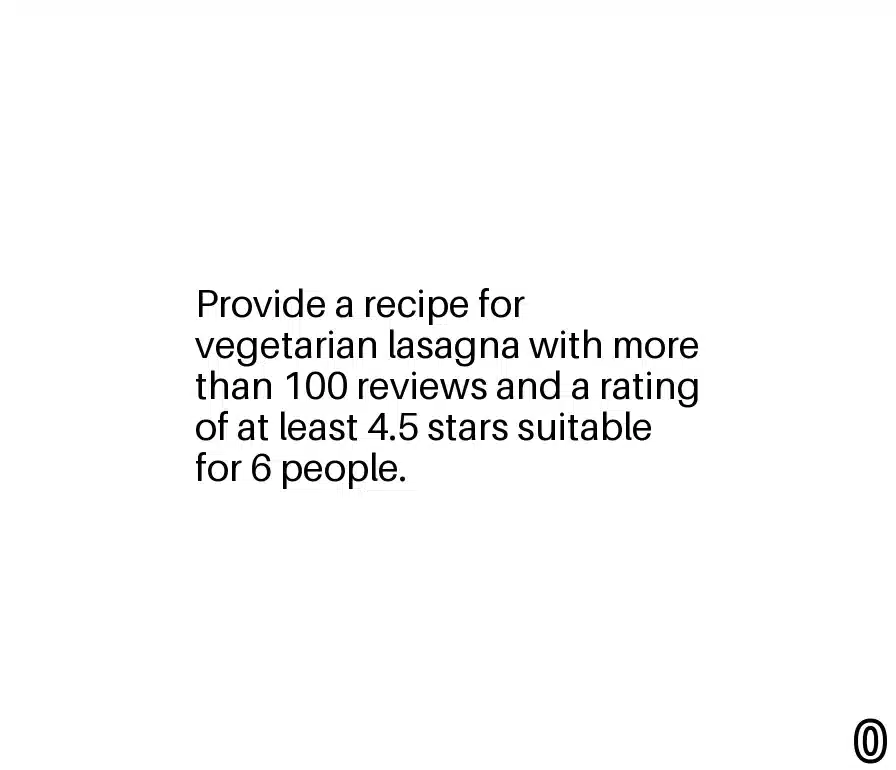 Provide a recipe for
vegetarian lasagna with more
than 100 reviews and a rating
of at least 4.5 stars suitable
for 6 people.
0